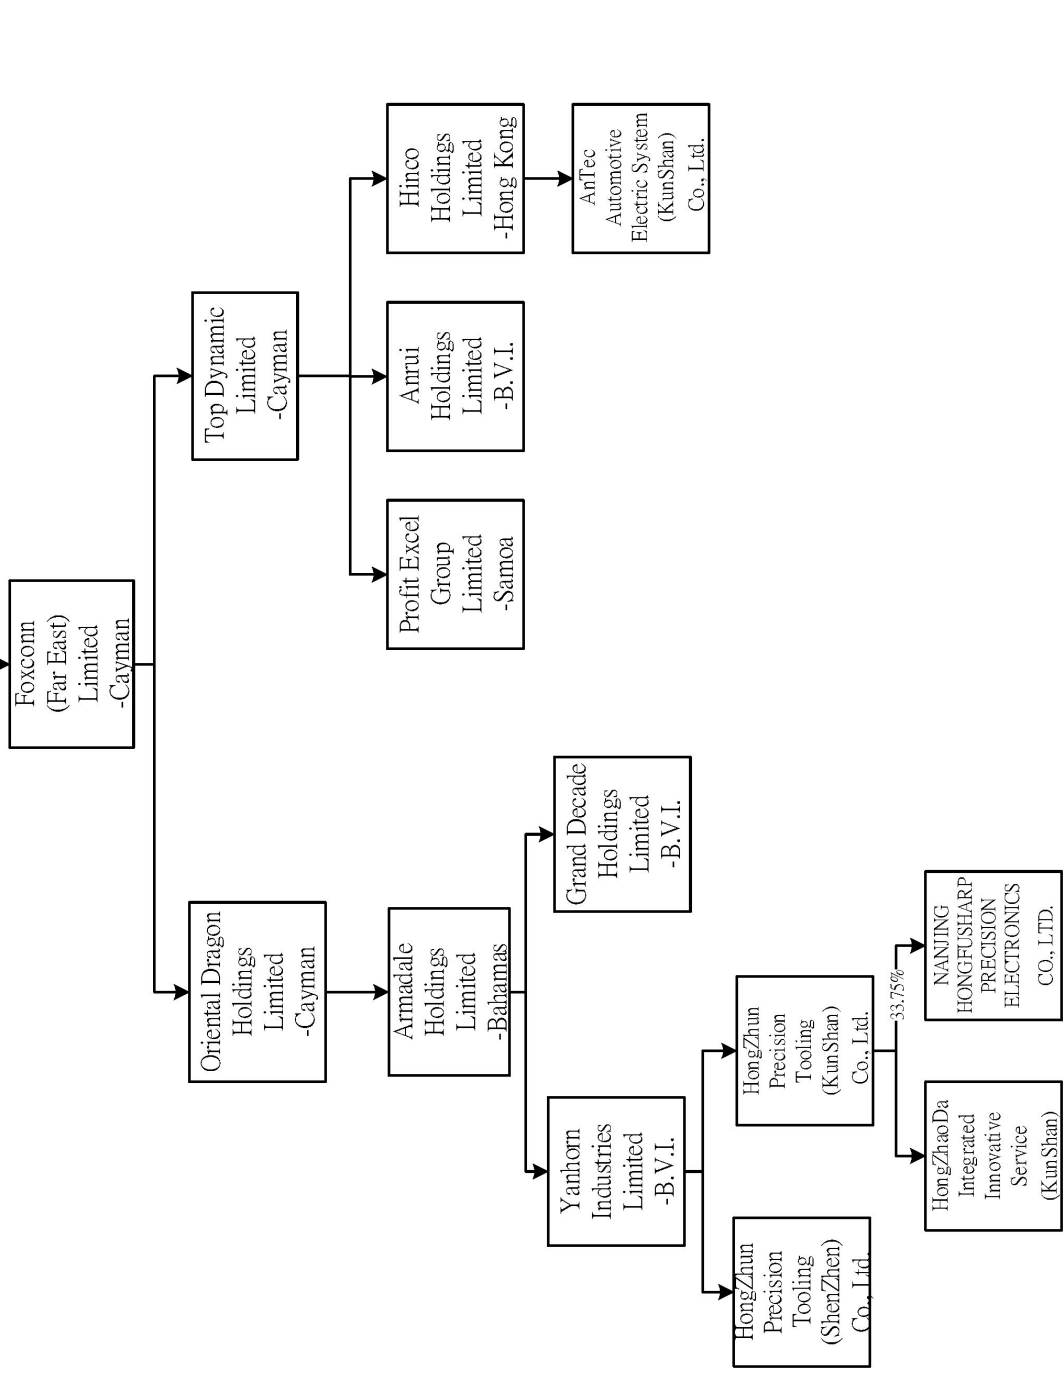 Foxconn
(Far East)
Limited
-Cayman
Oriental Dragon
Holdings
Limited
-Cayman
Top Dynamic
Limited
-Cayman
Armadale
Holdings
Limited
-Bahamas
Profit Excel
Group
Limited
-Samoa
Anrui
Holdings
Limited
-B.V.I.
Hinco
Holdings
Limited
-Hong Kong
Yanhorn
Industries
Limited
-B.V.I.
Grand Decade
Holdings
Limited
-B.V.I.
AnTec
Automotive
Electric System
(KunShan)
Co., Ltd.
HongZhun
Precision
Tooling
(ShenZhen)
Co., Ltd.
HongZhun
Precision
Tooling
(KunShan)
Co., Ltd.
33.75%
HongZhaoDa
Integrated
Innovative
Service
(KunShan)
NANJING
HONGFUSHARP
PRECISION
ELECTRONICS
CO., LTD.